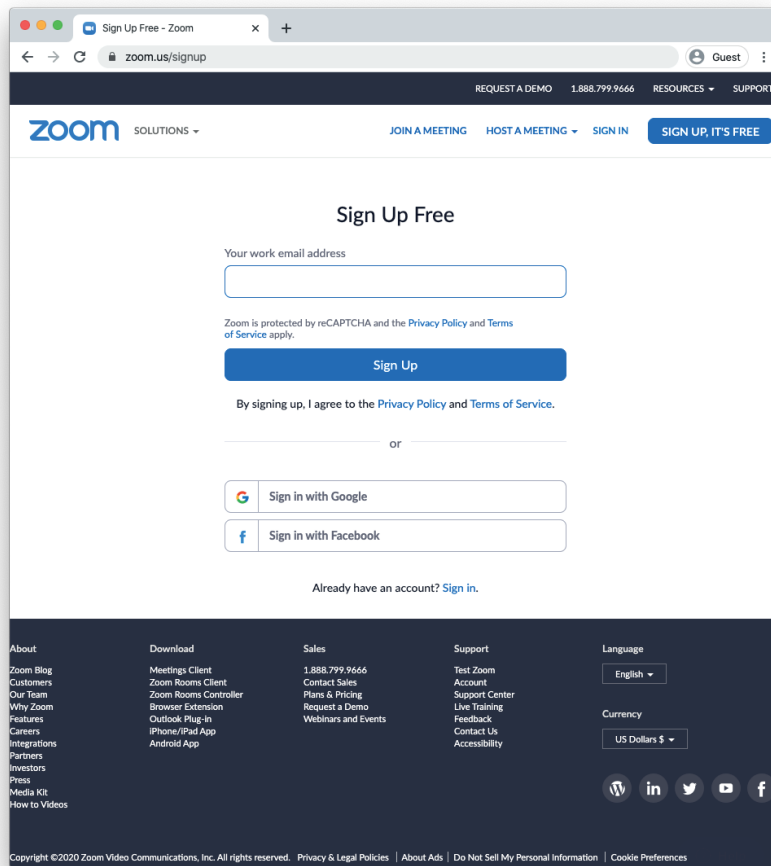 Sign Up Free - Zoom
zoom.us/signup
Guest
REQUEST A DEMO 1.888.799.9666 RESOURCES SUPPORT
zoom SOLUTIONS JOIN A MEETING HOST A MEETING SIGN IN SIGN UP, IT'S FREE
Sign Up Free
Your work email address
Zoom is protected by reCAPTCHA and the Privacy Policy and Terms
of Service apply.
Sign Up
By signing up, I agree to the Privacy Policy and Terms of Service.
or
Sign in with Google
Sign in with Facebook
Already have an account? Sign in.
About
Zoom Blog
Customers
Our Team
Why Zoom
Features
Careers
Integrations
Partners
Investors
Press
Media Kit
How to Videos
Download
Meetings Client
Zoom Rooms Client
Zoom Rooms Controller
Browser Extension
Outlook Plug-in
iPhone/iPad App
Android App
Sales
1.888.799.9666
Contact Sales
Plans & Pricing
Request a Demo
Webinars and Events
Support
Test Zoom
Account
Support Center
Live Training
Feedback
Contact Us
Accessibility
Language
English
Currency
US Dollars $
Copyright ©2020 Zoom Video Communications, Inc. All rights reserved. Privacy & Legal Policies | About Ads | Do Not Sell My Personal Information | Cookie Preferences